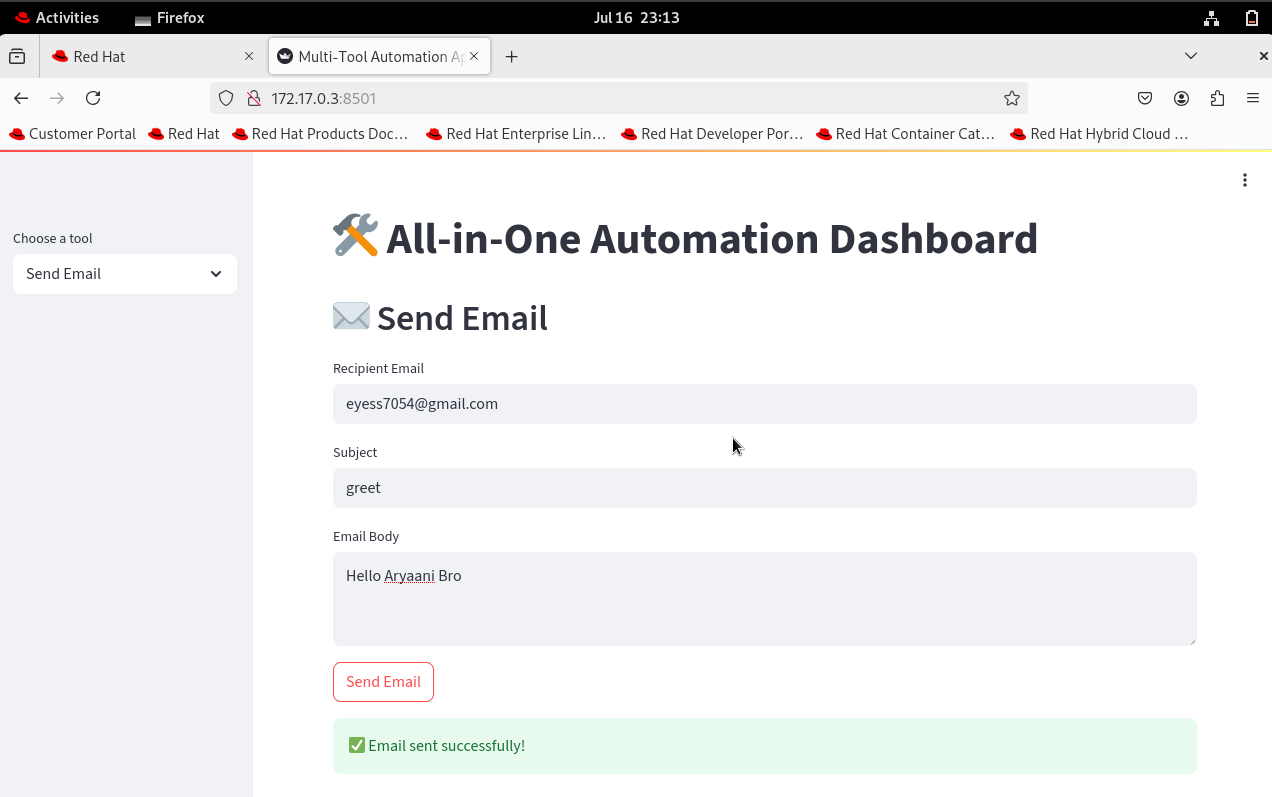 Activities Firefox Jul 16 23:13
Red Hat Multi-Tool Automation Ap
172.17.0.3:8501
Customer Portal Red Hat Red Hat Products Doc… Red Hat Enterprise Lin… Red Hat Developer Por… Red Hat Container Cat… Red Hat Hybrid Cloud …
Choose a tool
Send Email
All-in-One Automation Dashboard
Send Email
Recipient Email
eyess7054@gmail.com
Subject
greet
Email Body
Hello Aryaani Bro
Send Email
Email sent successfully!